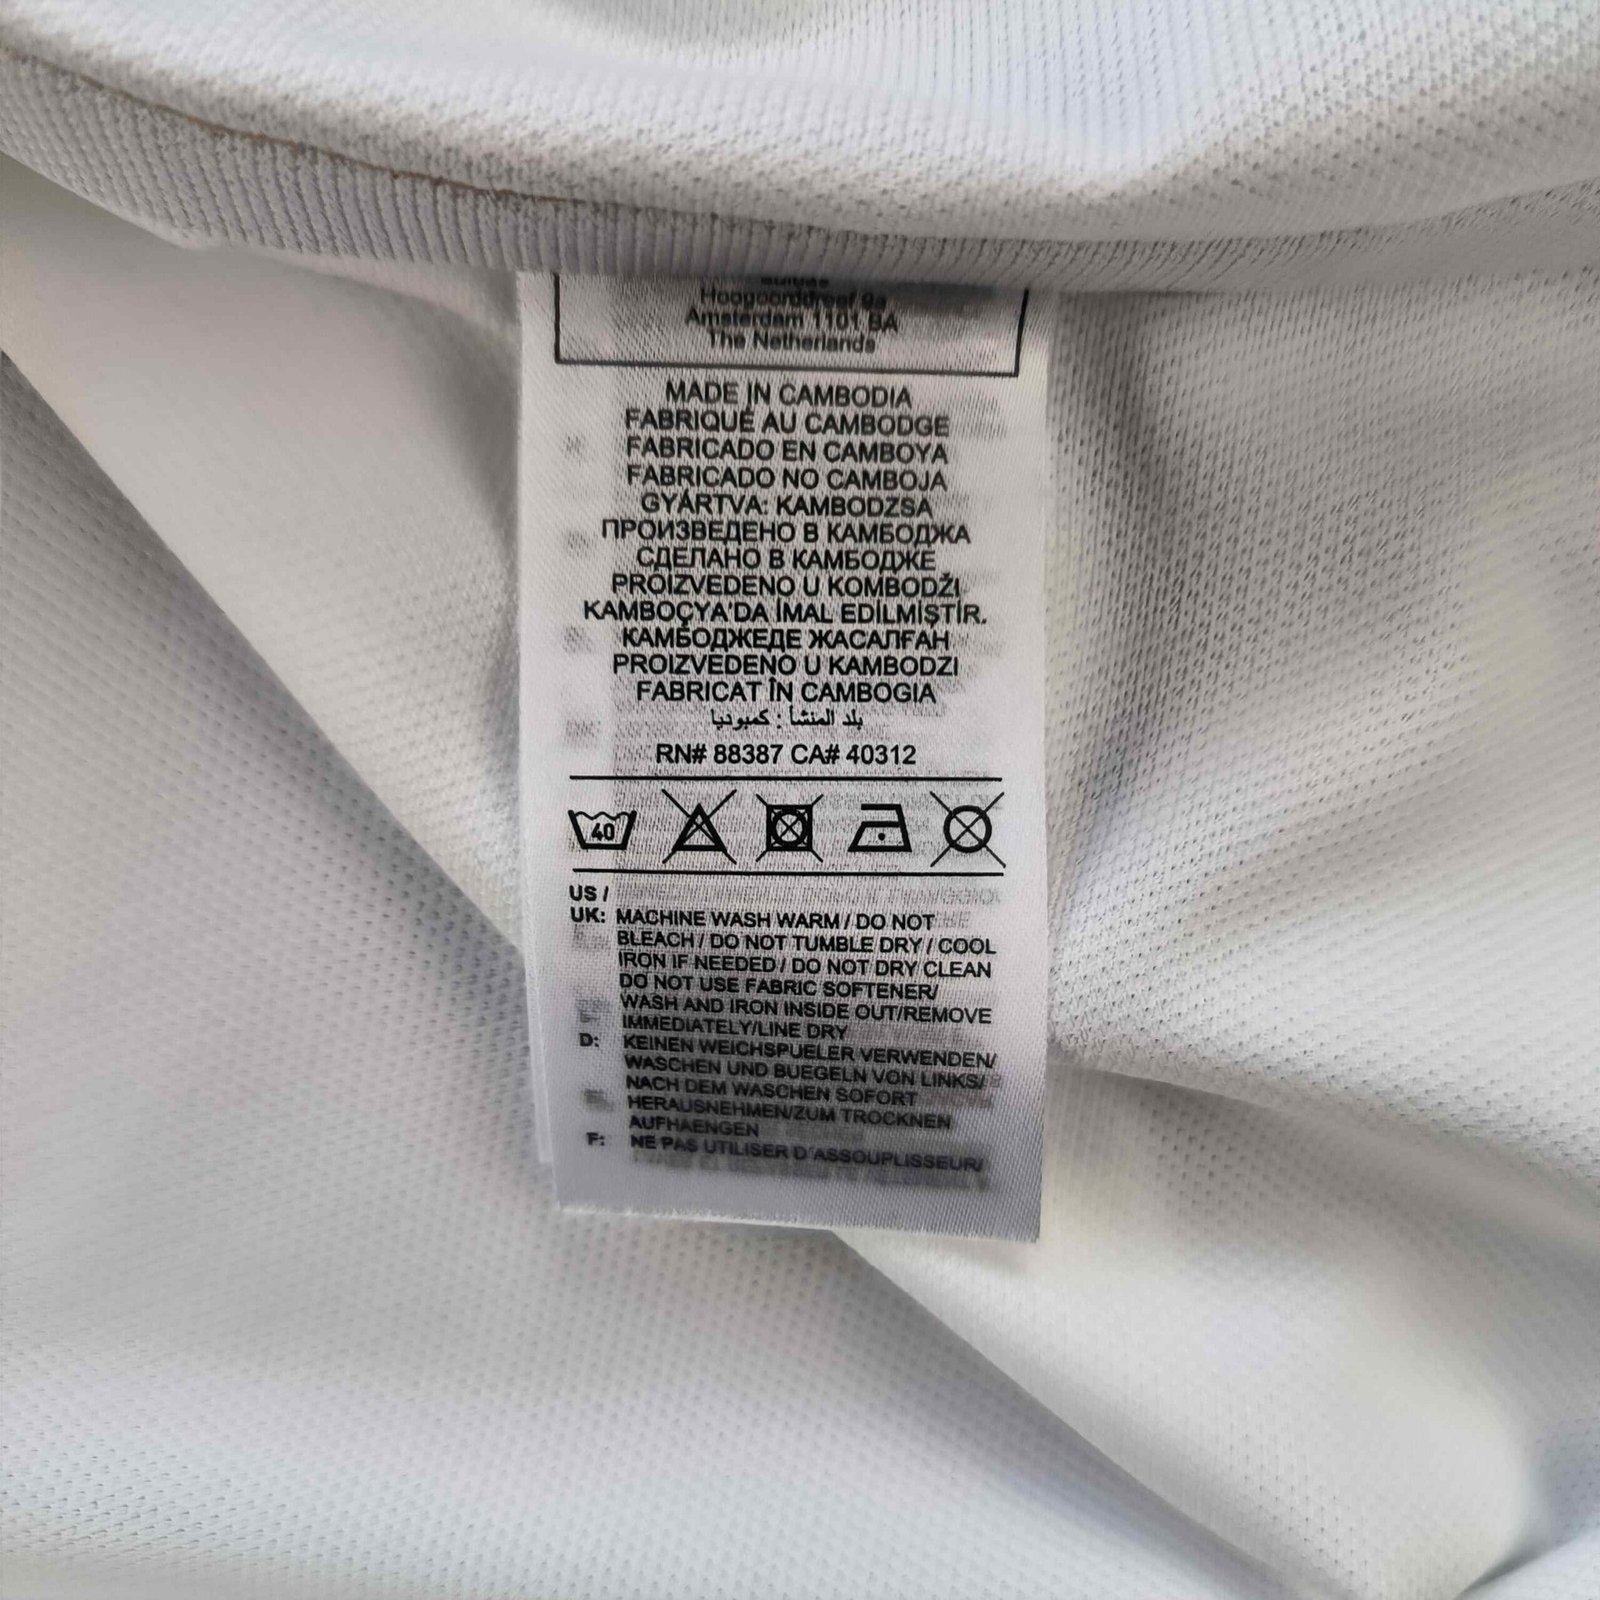 adidas
Hoogoorddreef 9a
Amsterdam 1101 BA
The Netherlands
MADE IN CAMBODIA
FABRIQUÉ AU CAMBODGE
FABRICADO EN CAMBOYA
FABRICADO NO CAMBOJA
GYÁRTVA: KAMBODZSA
ПРОИЗВЕДЕНО В КАМБОДЖА
СДЕЛАНО В КАМБОДЖЕ
PROIZVEDENO U KOMBODŽI
KAMBOÇYA'DA İMAL EDİLMİŞTİR.
КАМБОДЖЕДЕ ЖАСАЛҒАН
PROIZVEDENO U KAMBODZI
FABRICAT ÎN CAMBOGIA
بلد المنشأ : كمبوديا
RN# 88387 CA# 40312
40
US /
UK: MACHINE WASH WARM / DO NOT
BLEACH / DO NOT TUMBLE DRY / COOL
IRON IF NEEDED / DO NOT DRY CLEAN
DO NOT USE FABRIC SOFTENER/
WASH AND IRON INSIDE OUT/REMOVE
IMMEDIATELY/LINE DRY
D: KEINEN WEICHSPUELER VERWENDEN/
WASCHEN UND BUEGELN VON LINKS/
NACH DEM WASCHEN SOFORT
HERAUSNEHMEN/ZUM TROCKNEN
AUFHAENGEN
F: NE PAS UTILISER D'ASSOUPLISSEUR/